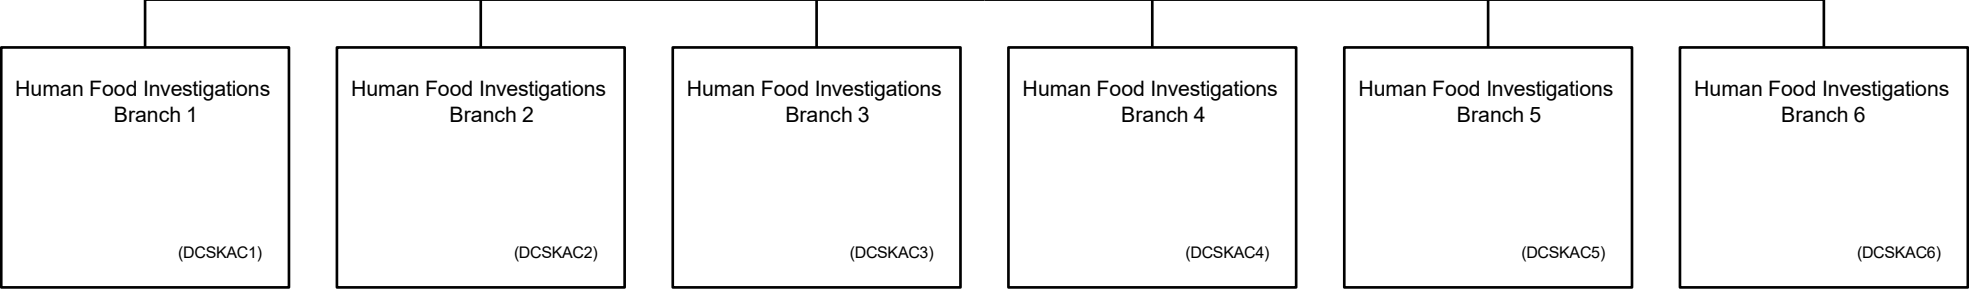 Human Food Investigations
Branch 1
(DCSKAC1)
Human Food Investigations
Branch 2
(DCSKAC2)
Human Food Investigations
Branch 3
(DCSKAC3)
Human Food Investigations
Branch 4
(DCSKAC4)
Human Food Investigations
Branch 5
(DCSKAC5)
Human Food Investigations
Branch 6
(DCSKAC6)